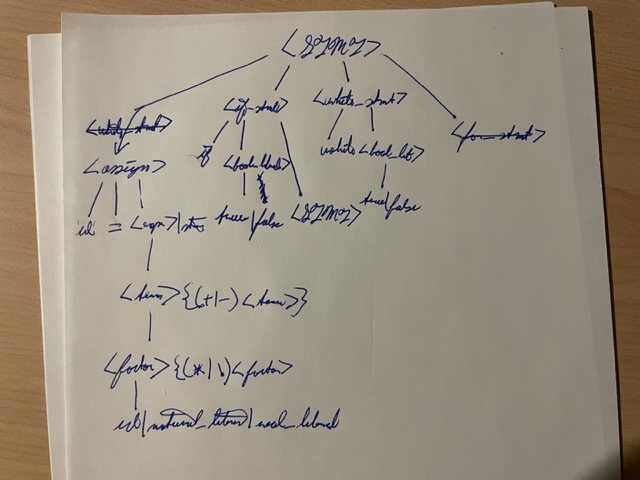 <STMT>
<if_stmt> <while_stmt>
<for_stmt>
<assign> if <bool_lit> while <bool_lit>
id = <expr>|str true|false <STMT> true|false
<term>{(+|-)<term>}
<factor>{(*|\)<factor>
id|natural_literal|real_literal